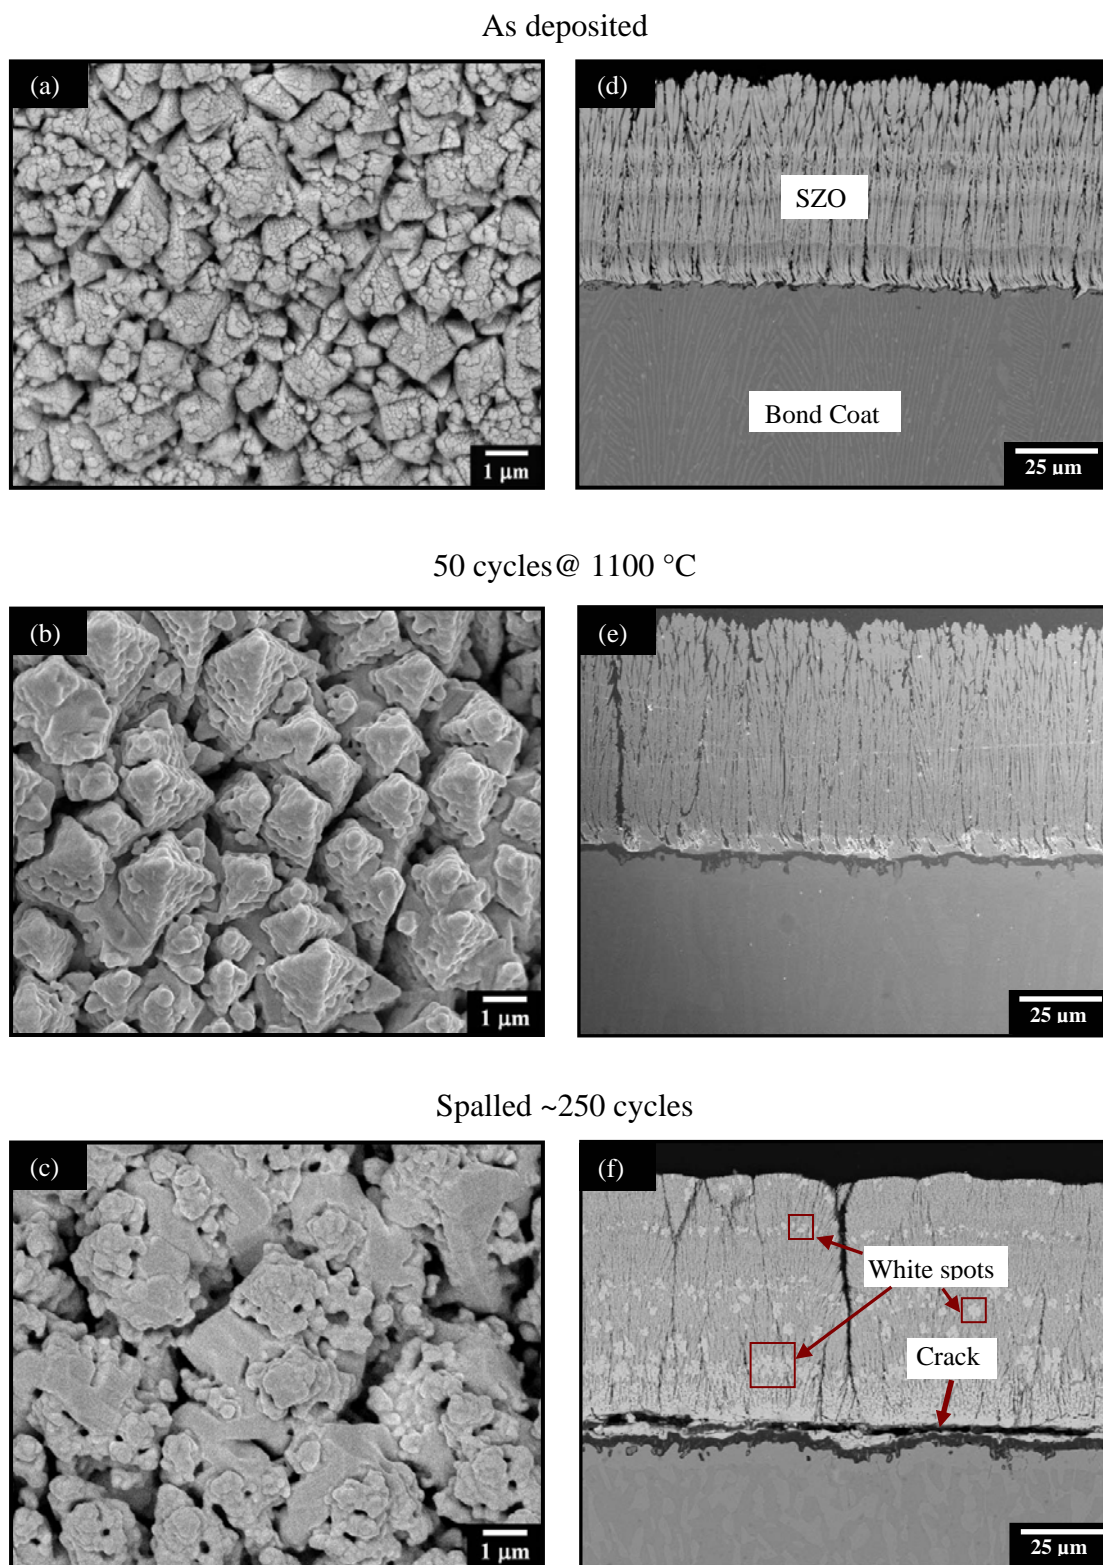 As deposited
(a)
1 µm
(d)
SZO
Bond Coat
25 µm
50 cycles@ 1100 °C
(b)
1 µm
(e)
25 µm
Spalled ~250 cycles
(c)
1 µm
(f)
White spots
Crack
25 µm